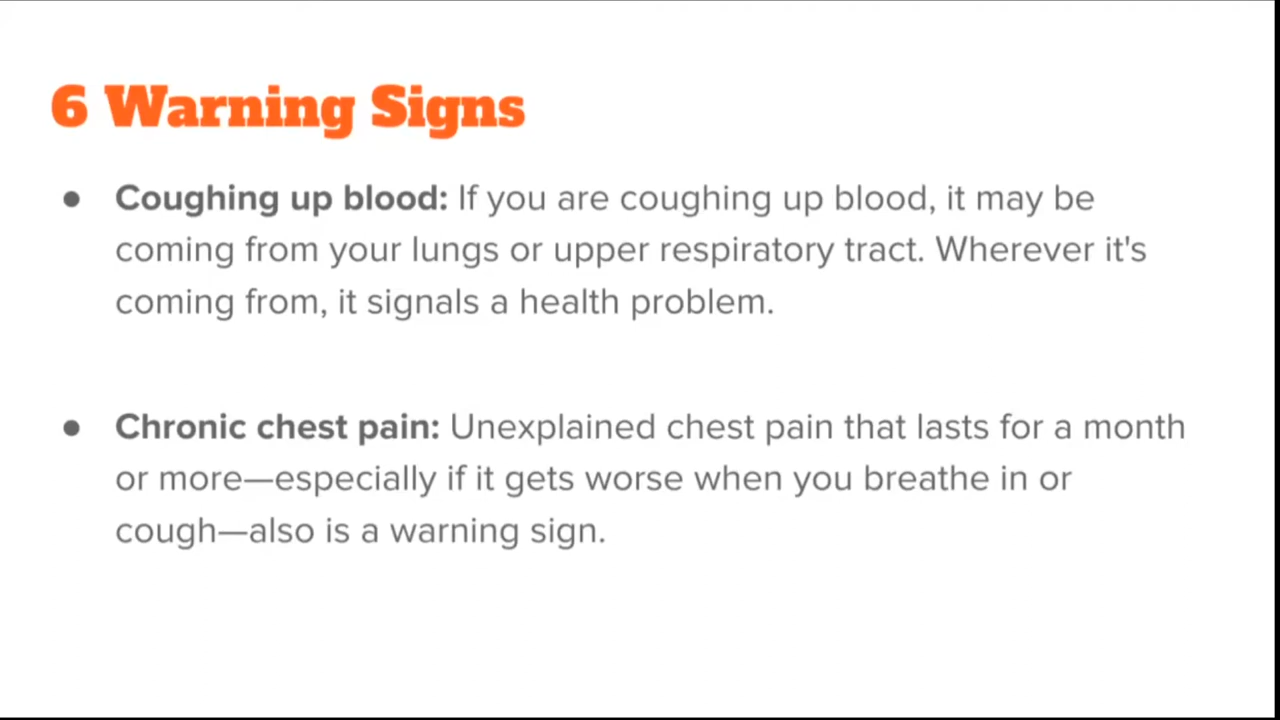 6 Warning Signs
● Coughing up blood: If you are coughing up blood, it may be
coming from your lungs or upper respiratory tract. Wherever it's
coming from, it signals a health problem.
● Chronic chest pain: Unexplained chest pain that lasts for a month
or more—especially if it gets worse when you breathe in or
cough—also is a warning sign.